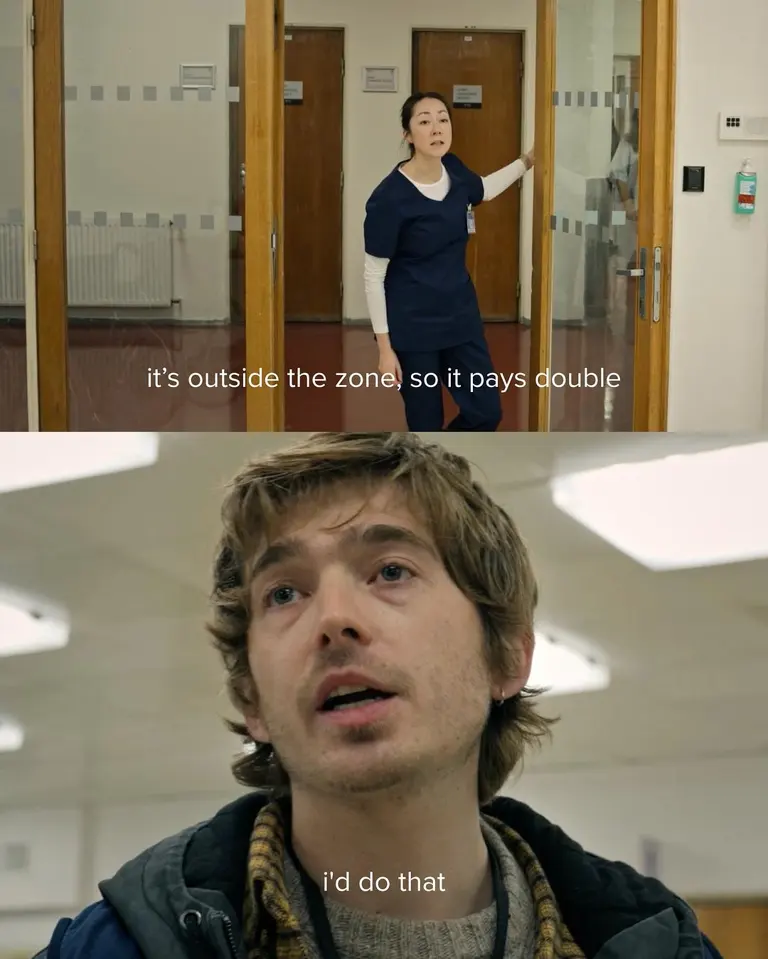 it's outside the zone, so it pays double
i'd do that